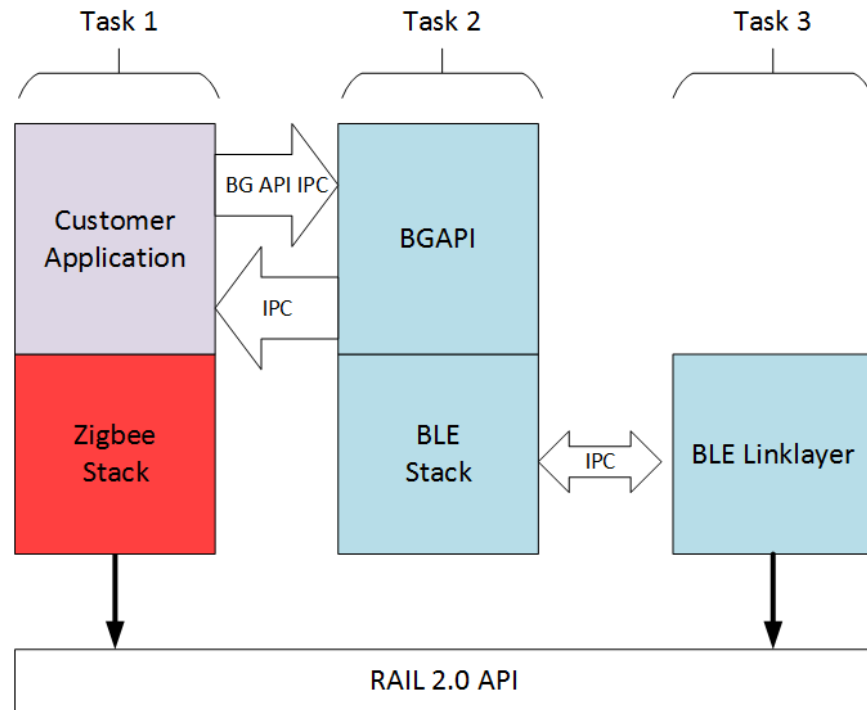 Task 1
Task 2
Task 3
Customer
Application
BG API IPC
IPC
BGAPI
Zigbee
Stack
BLE
Stack
IPC
BLE Linklayer
RAIL 2.0 API